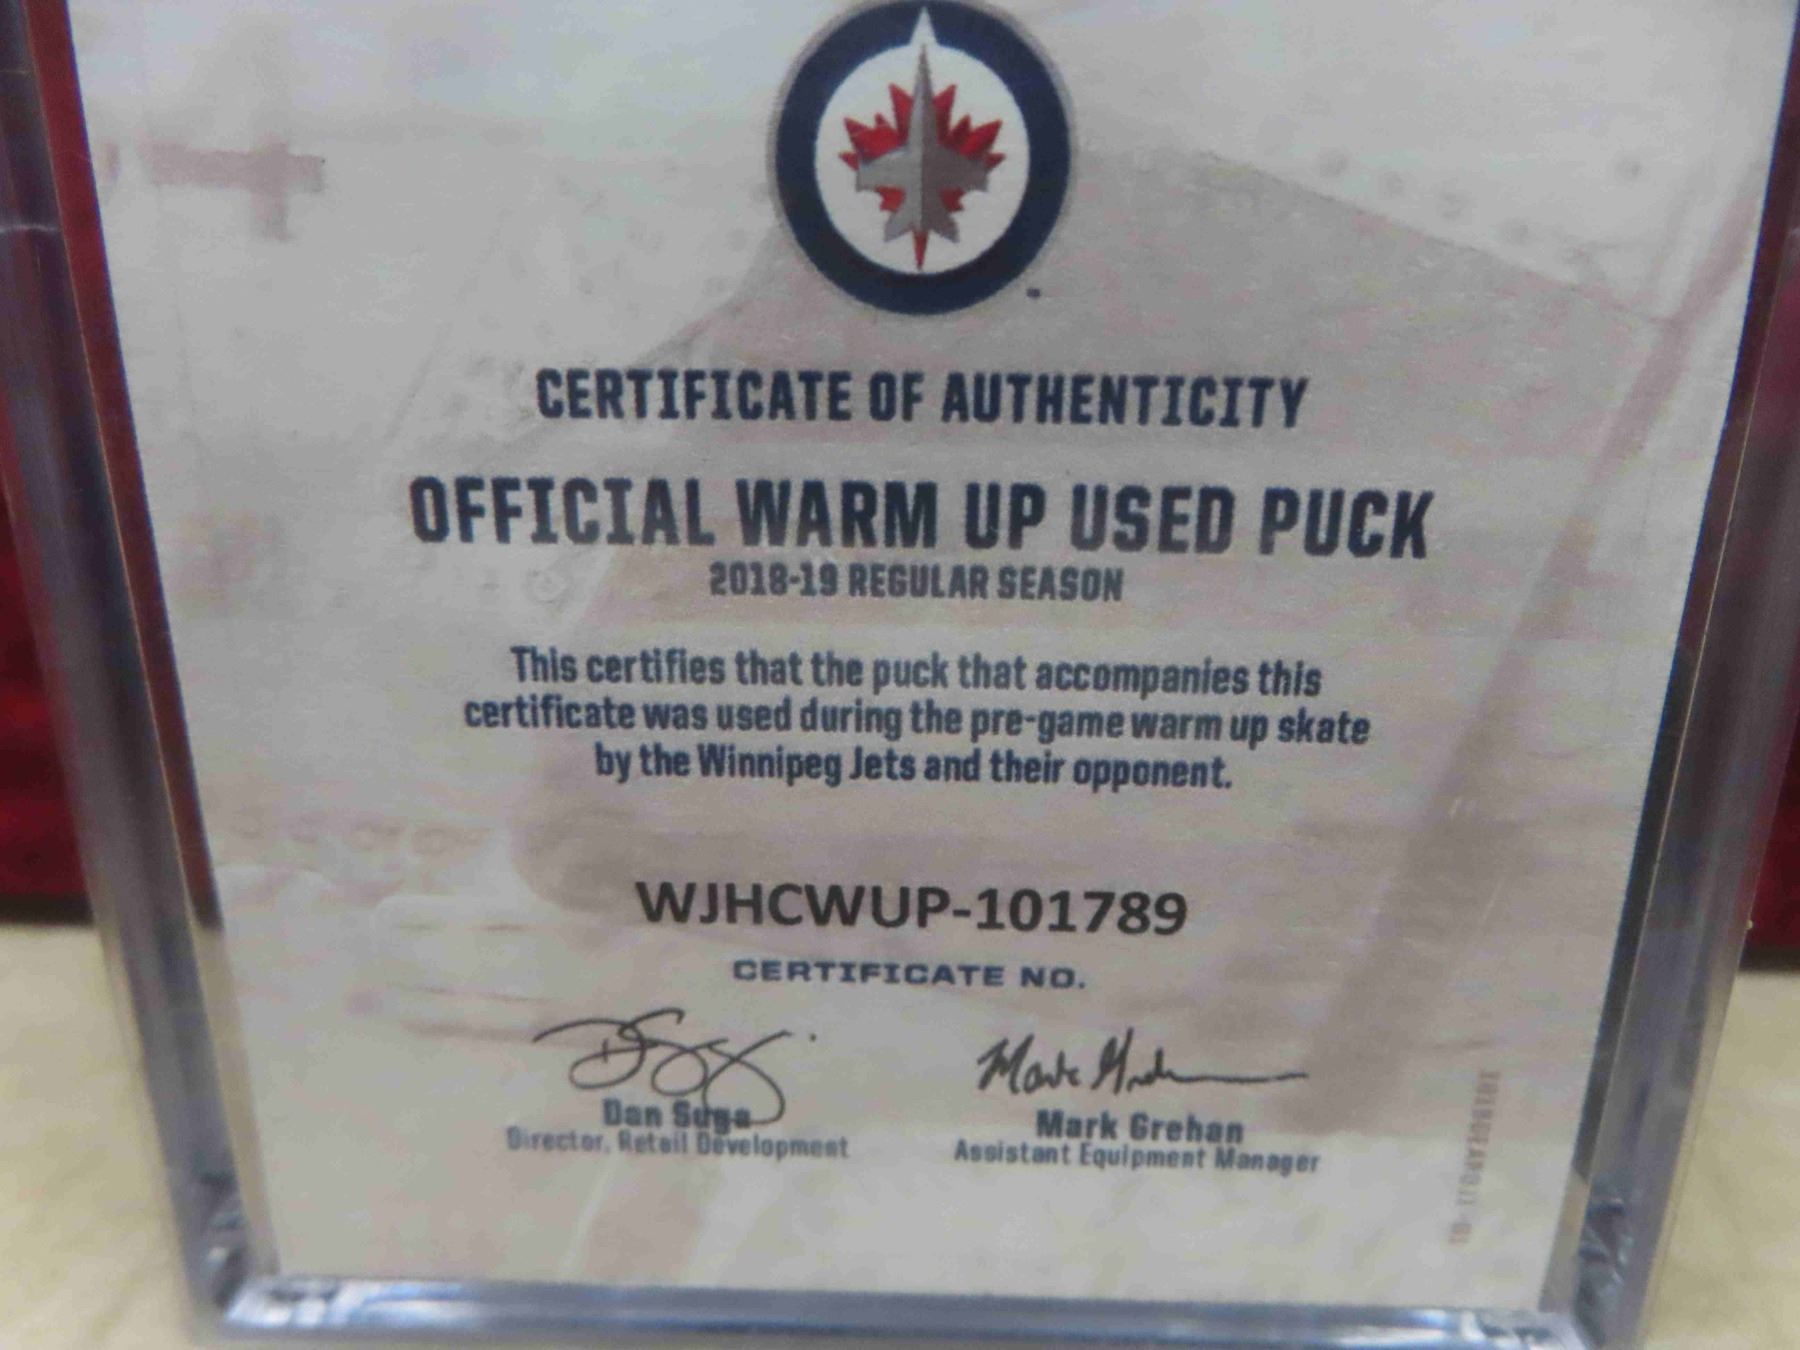 CERTIFICATE OF AUTHENTICITY
OFFICIAL WARM UP USED PUCK
2018-19 REGULAR SEASON
This certifies that the puck that accompanies this
certificate was used during the pre-game warm up skate
by the Winnipeg Jets and their opponent.
WJHCWUP-101789
CERTIFICATE NO.
Dan Suga
Director, Retail Development
Mark Grehan
Assistant Equipment Manager